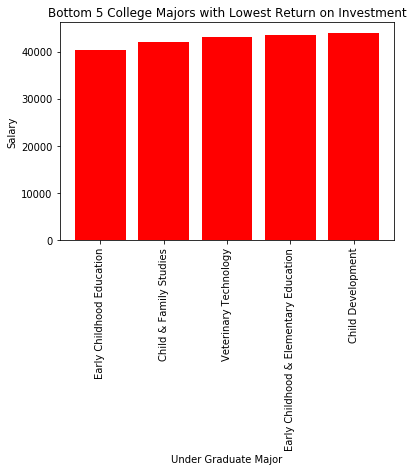 Bottom 5 College Majors with Lowest Return on Investment
Salary
40000
30000
20000
10000
0
Early Childhood Education
Child & Family Studies
Veterinary Technology
Early Childhood & Elementary Education
Child Development
Under Graduate Major